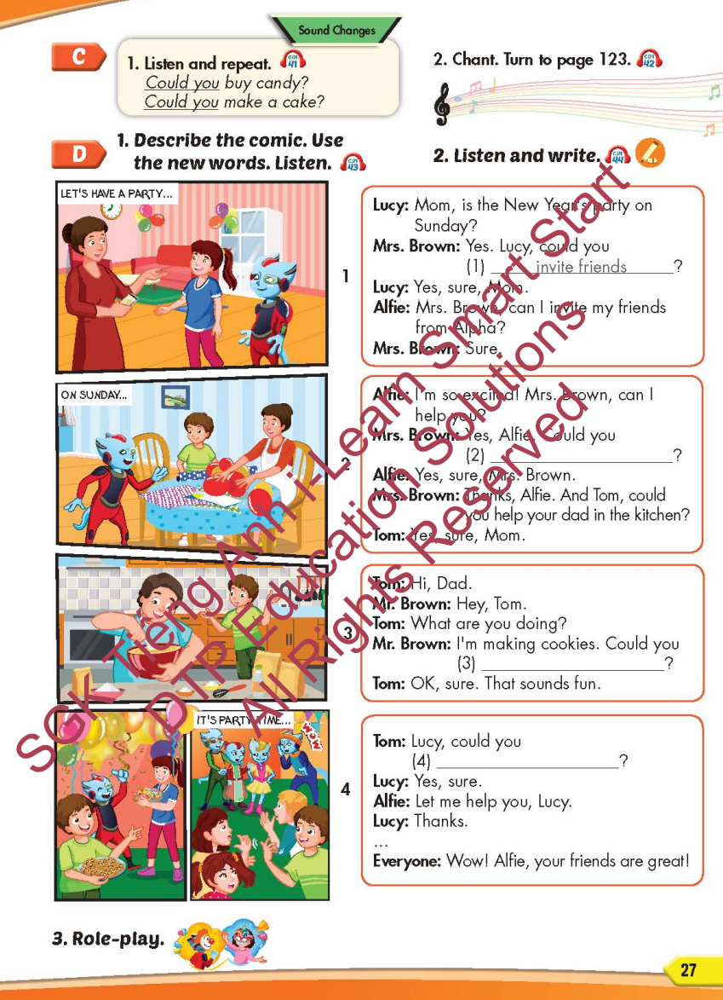 Sound Changes
C
1. Listen and repeat. CD1 41
Could you buy candy?
Could you make a cake?
2. Chant. Turn to page 123. CD1 42
D
1. Describe the comic. Use
the new words. Listen. CD1 43
2. Listen and write. CD1 44
LET'S HAVE A PARTY...
1
Lucy: Mom, is the New Year's party on
Sunday?
Mrs. Brown: Yes. Lucy, could you
(1) invite friends ?
Lucy: Yes, sure, Mom.
Alfie: Mrs. Brown, can I invite my friends
from Alpha?
Mrs. Brown: Sure.
ON SUNDAY...
2
Alfie: I'm so excited! Mrs. Brown, can I
help you?
Mrs. Brown: Yes, Alfie. Could you
(2) ______ ?
Alfie: Yes, sure, Mrs. Brown.
Mrs. Brown: Thanks, Alfie. And Tom, could
you help your dad in the kitchen?
Tom: Yes, sure, Mom.
3
Tom: Hi, Dad.
Mr. Brown: Hey, Tom.
Tom: What are you doing?
Mr. Brown: I'm making cookies. Could you
(3) ______ ?
Tom: OK, sure. That sounds fun.
IT'S PARTY TIME...
WOW
4
Tom: Lucy, could you
(4) ______ ?
Lucy: Yes, sure.
Alfie: Let me help you, Lucy.
Lucy: Thanks.
...
Everyone: Wow! Alfie, your friends are great!
3. Role-play.
27
SGK Tieng Anh i-Learn Smart Start
DTP Education Solutions
All Rights Reserved